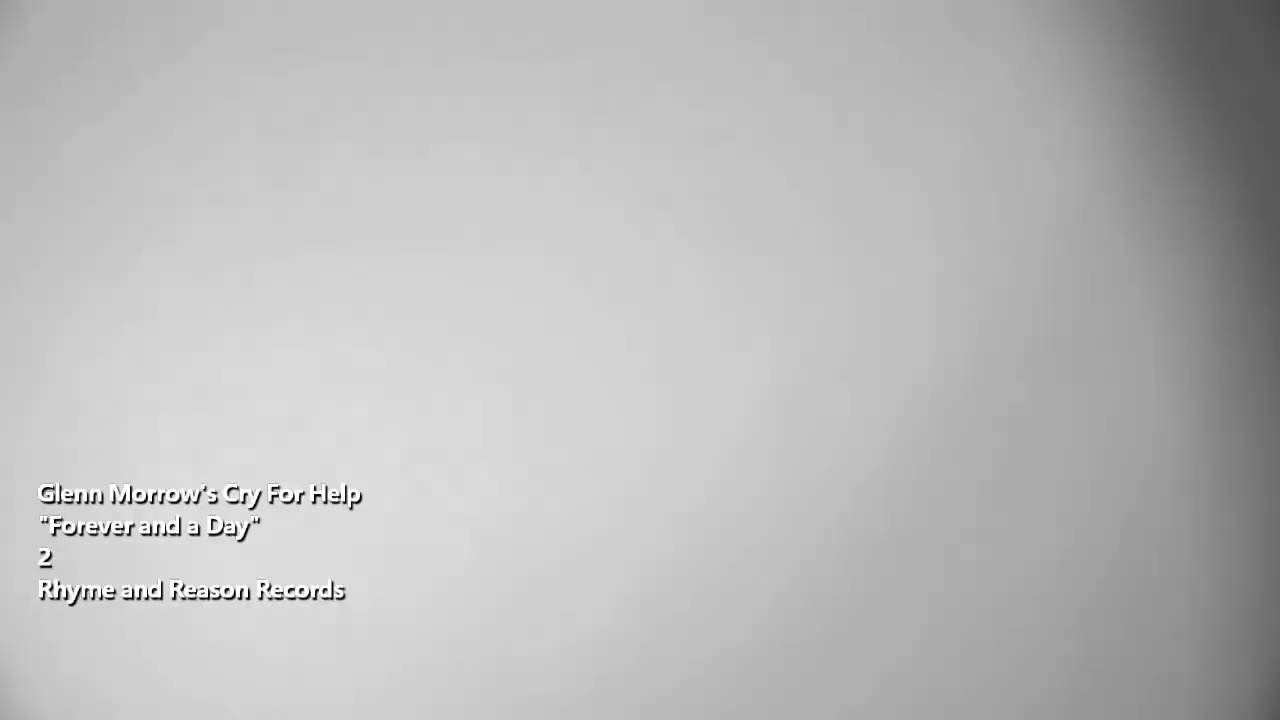 Glenn Morrow's Cry For Help
"Forever and a Day"
2
Rhyme and Reason Records